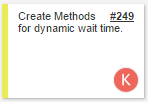 Create Methods #249
for dynamic wait time.
K